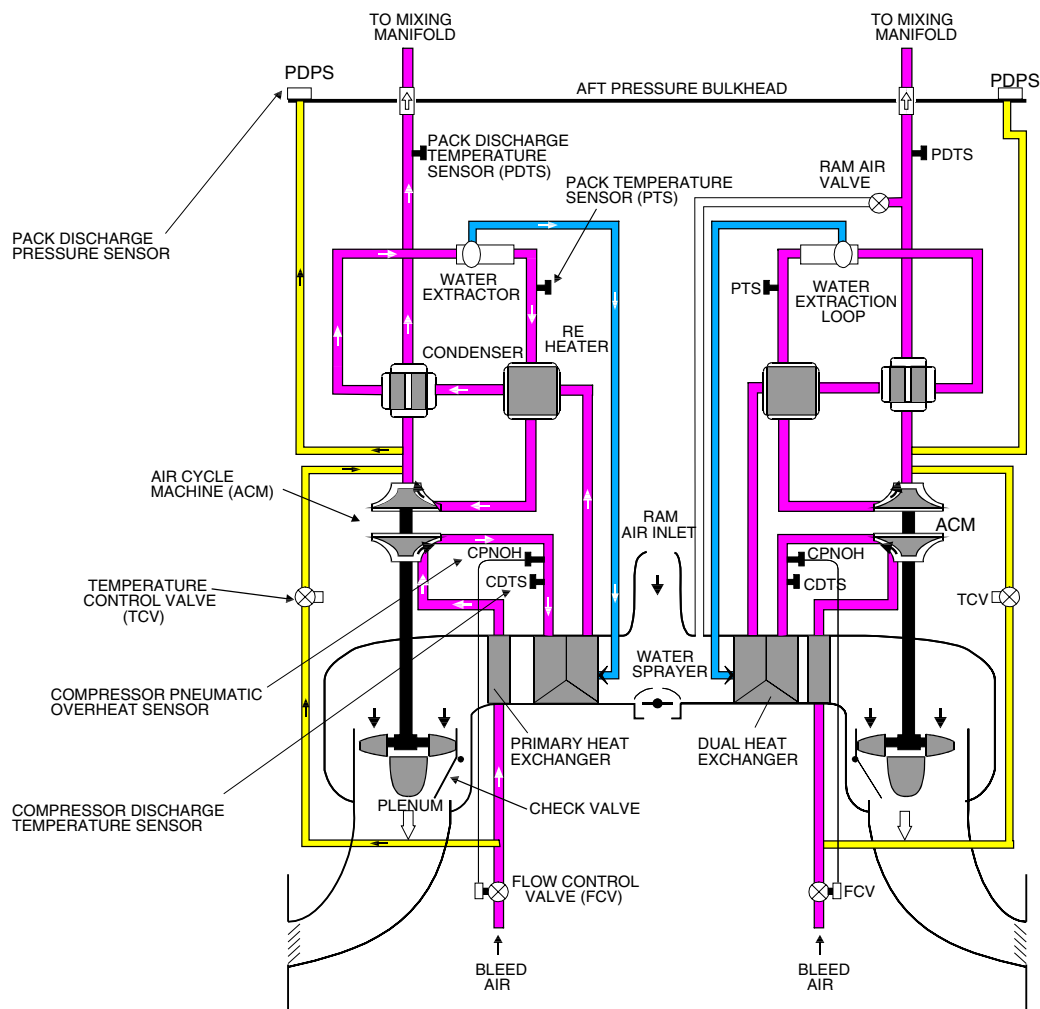 TO MIXING
MANIFOLD
TO MIXING
MANIFOLD
PDPS
AFT PRESSURE BULKHEAD
PDPS
PACK DISCHARGE
TEMPERATURE
SENSOR (PDTS)
PDTS
RAM AIR
VALVE
PACK TEMPERATURE
SENSOR (PTS)
PACK DISCHARGE
PRESSURE SENSOR
WATER
EXTRACTOR
PTS
WATER
EXTRACTION
LOOP
RE
HEATER
CONDENSER
AIR CYCLE
MACHINE (ACM)
RAM
AIR INLET
ACM
CPNOH
CPNOH
CDTS
CDTS
TEMPERATURE
CONTROL VALVE
(TCV)
TCV
WATER
SPRAYER
COMPRESSOR PNEUMATIC
OVERHEAT SENSOR
PRIMARY HEAT
EXCHANGER
DUAL HEAT
EXCHANGER
PLENUM
CHECK VALVE
COMPRESSOR DISCHARGE
TEMPERATURE SENSOR
FLOW CONTROL
VALVE (FCV)
FCV
BLEED
AIR
BLEED
AIR